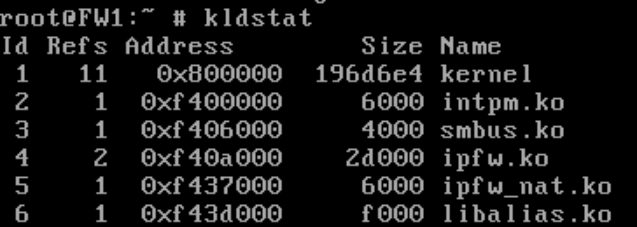 root@FW1:~ # kldstat
Id Refs Address Size Name
1 11 0x800000 196d6e4 kernel
2 1 0xf400000 6000 intpm.ko
3 1 0xf406000 4000 smbus.ko
4 2 0xf40a000 2d000 ipfw.ko
5 1 0xf437000 6000 ipfw_nat.ko
6 1 0xf43d000 f000 libalias.ko